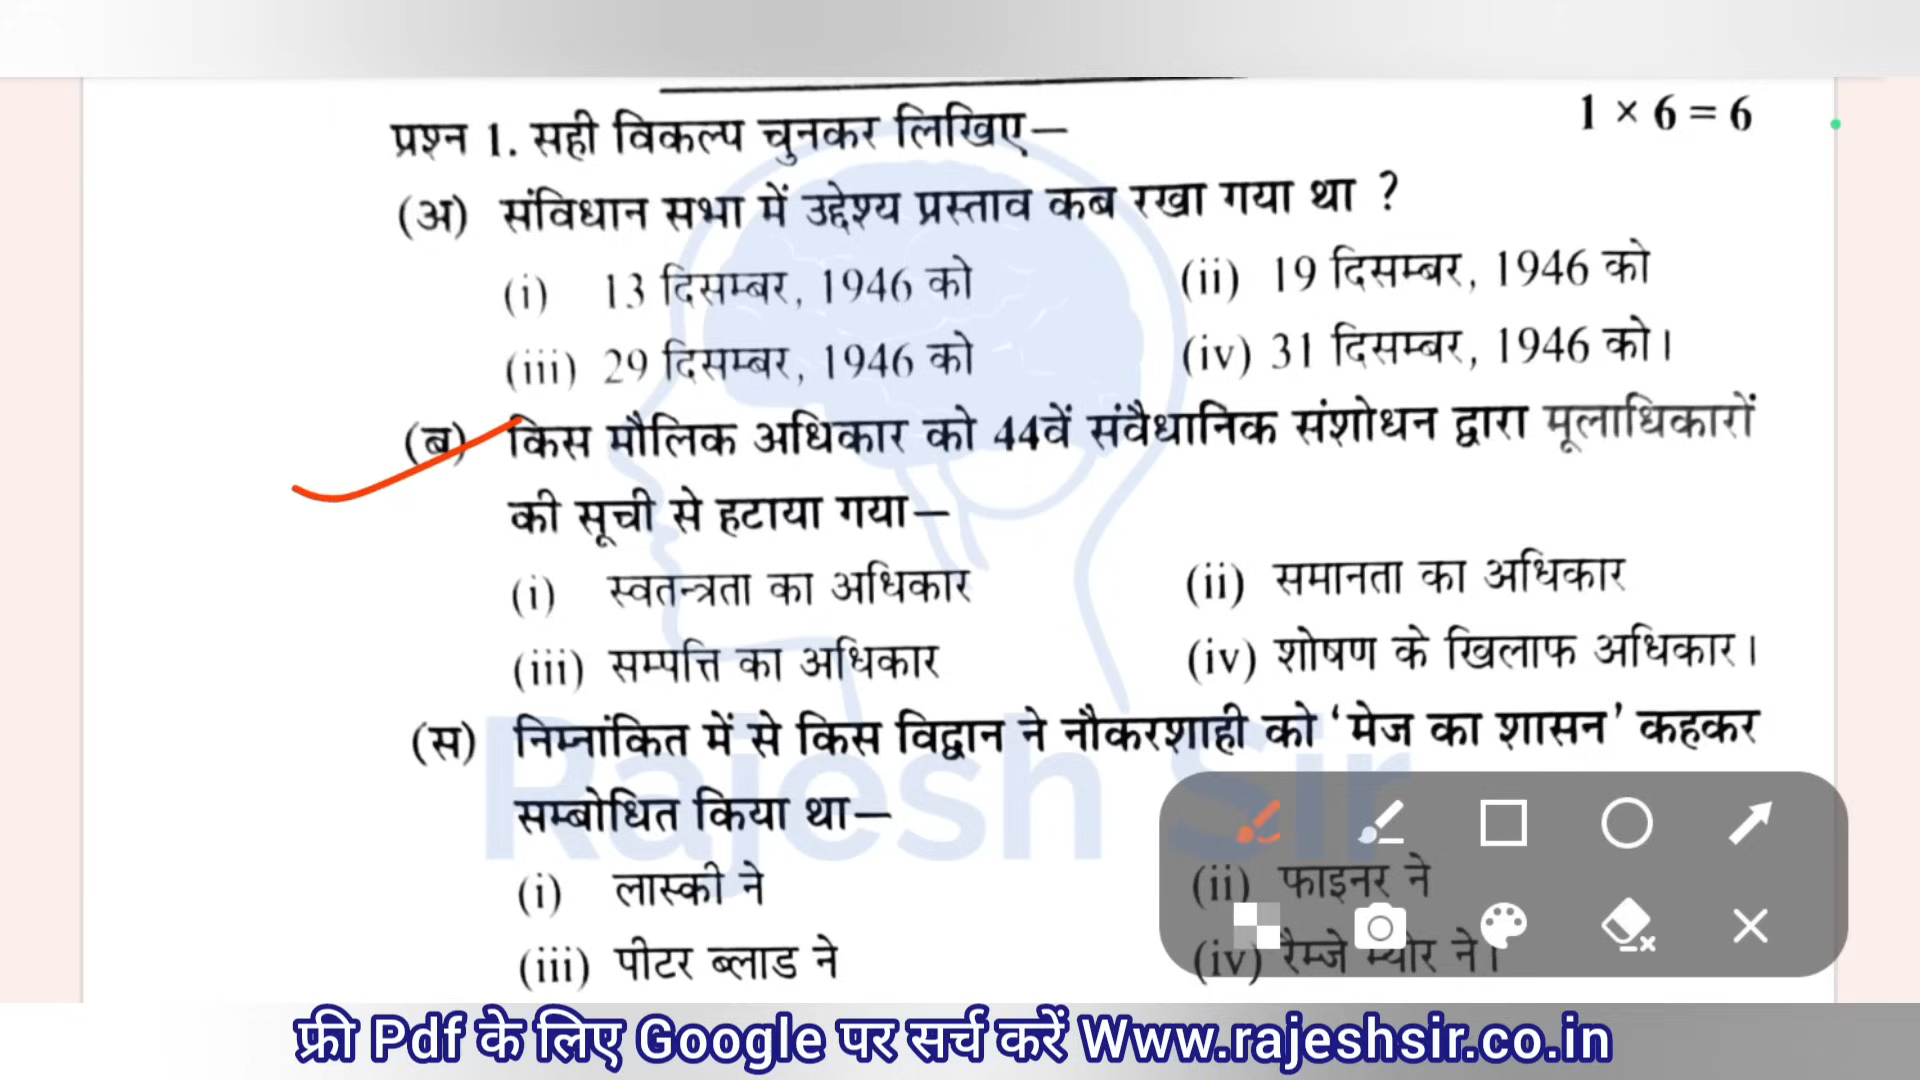 प्रश्न 1. सही विकल्प चुनकर लिखिए— 1 × 6 = 6
(अ) संविधान सभा में उद्देश्य प्रस्ताव कब रखा गया था ?
(i) 13 दिसम्बर, 1946 को (ii) 19 दिसम्बर, 1946 को
(iii) 29 दिसम्बर, 1946 को (iv) 31 दिसम्बर, 1946 को।
(ब) किस मौलिक अधिकार को 44वें संवैधानिक संशोधन द्वारा मूलाधिकारों
की सूची से हटाया गया—
(i) स्वतन्त्रता का अधिकार (ii) समानता का अधिकार
(iii) सम्पत्ति का अधिकार (iv) शोषण के खिलाफ अधिकार।
(स) निम्नांकित में से किस विद्वान ने नौकरशाही को ‘मेज का शासन’ कहकर
सम्बोधित किया था—
(i) लास्की ने (ii) फाइनर ने
(iii) पीटर ब्लाड ने (iv) रैम्जे म्योर ने।
Rajesh Sir
फ्री Pdf के लिए Google पर सर्च करें Www.rajeshsir.co.in